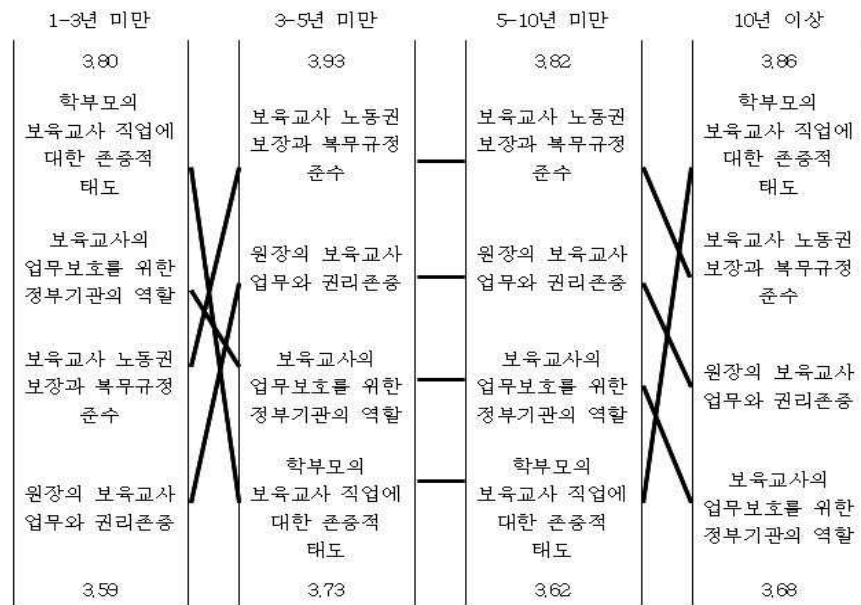 1-3년 미만
3.80
학부모의
보육교사 직업에
대한 존중적
태도
보육교사의
업무보호를 위한
정부기관의 역할
보육교사 노동권
보장과 복무규정
준수
원장의 보육교사
업무와 권리존중
3.59
3-5년 미만
3.93
보육교사 노동권
보장과 복무규정
준수
원장의 보육교사
업무와 권리존중
보육교사의
업무보호를 위한
정부기관의 역할
학부모의
보육교사 직업에
대한 존중적
태도
3.73
5-10년 미만
3.82
보육교사 노동권
보장과 복무규정
준수
원장의 보육교사
업무와 권리존중
보육교사의
업무보호를 위한
정부기관의 역할
학부모의
보육교사 직업에
대한 존중적
태도
3.62
10년 이상
3.86
학부모의
보육교사 직업에
대한 존중적
태도
보육교사 노동권
보장과 복무규정
준수
원장의 보육교사
업무와 권리존중
보육교사의
업무보호를 위한
정부기관의 역할
3.68